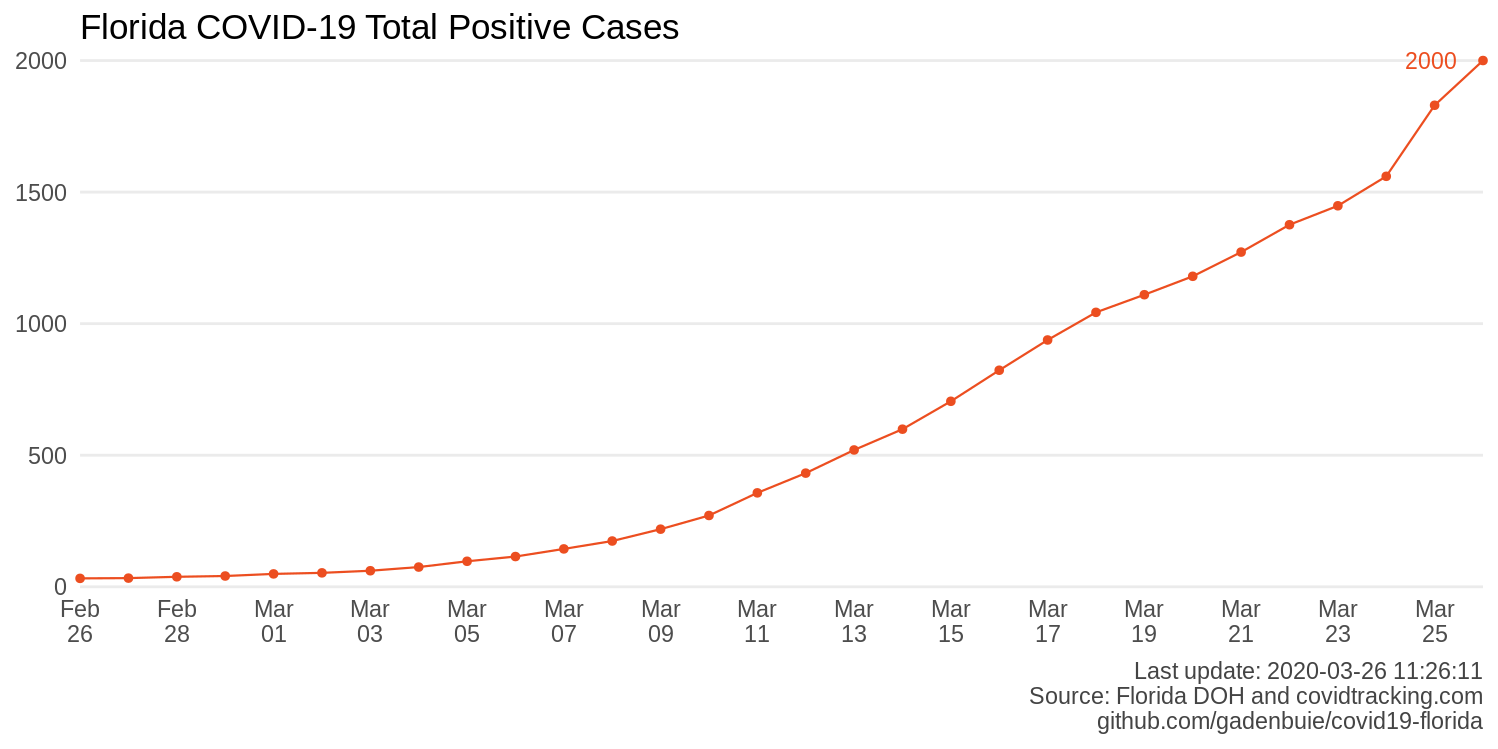 Florida COVID-19 Total Positive Cases
2000
2000
1500
1000
500
0
Feb Feb Mar Mar Mar Mar Mar Mar Mar Mar Mar Mar Mar Mar Mar
26 28 01 03 05 07 09 11 13 15 17 19 21 23 25
Last update: 2020-03-26 11:26:11
Source: Florida DOH and covidtracking.com
github.com/gadenbuie/covid19-florida